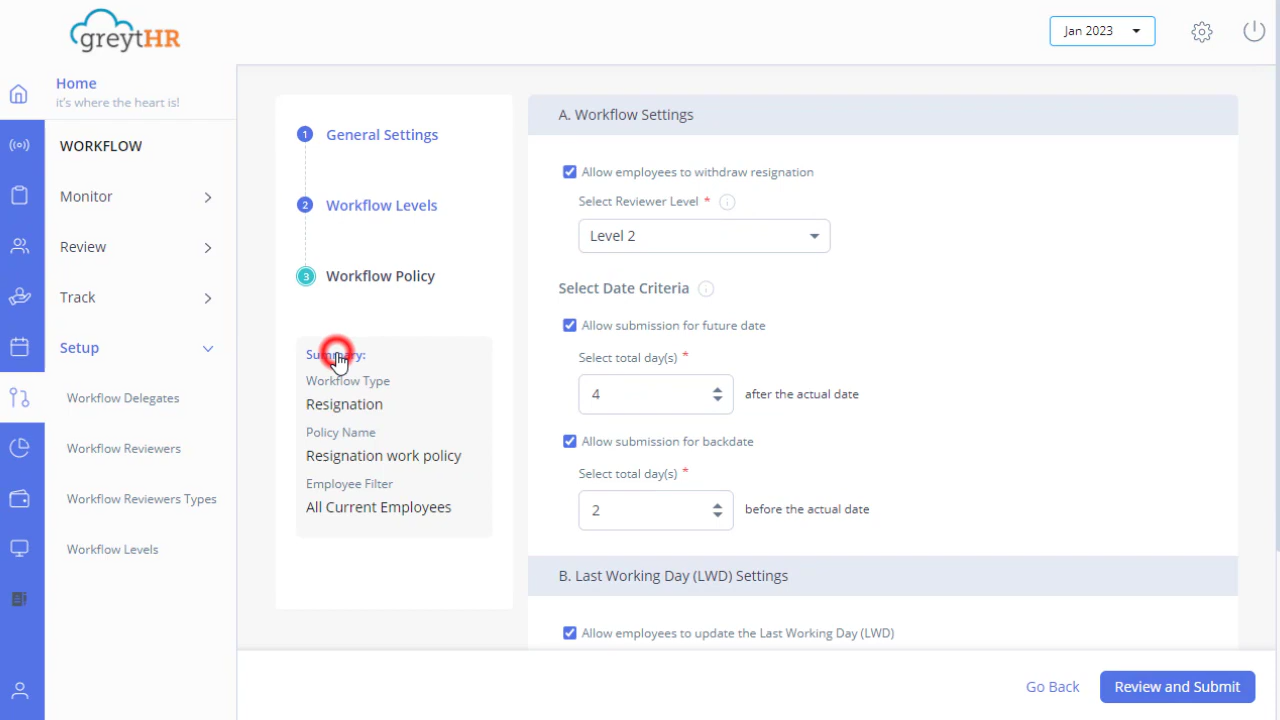 greytHR
Jan 2023
Home
it's where the heart is!
WORKFLOW
Monitor
Review
Track
Setup
Workflow Delegates
Workflow Reviewers
Workflow Reviewers Types
Workflow Levels
1 General Settings
2 Workflow Levels
3 Workflow Policy
Summary:
Workflow Type
Resignation
Policy Name
Resignation work policy
Employee Filter
All Current Employees
A. Workflow Settings
Allow employees to withdraw resignation
Select Reviewer Level *
Level 2
Select Date Criteria
Allow submission for future date
Select total day(s) *
4 after the actual date
Allow submission for backdate
Select total day(s) *
2 before the actual date
B. Last Working Day (LWD) Settings
Allow employees to update the Last Working Day (LWD)
Go Back
Review and Submit